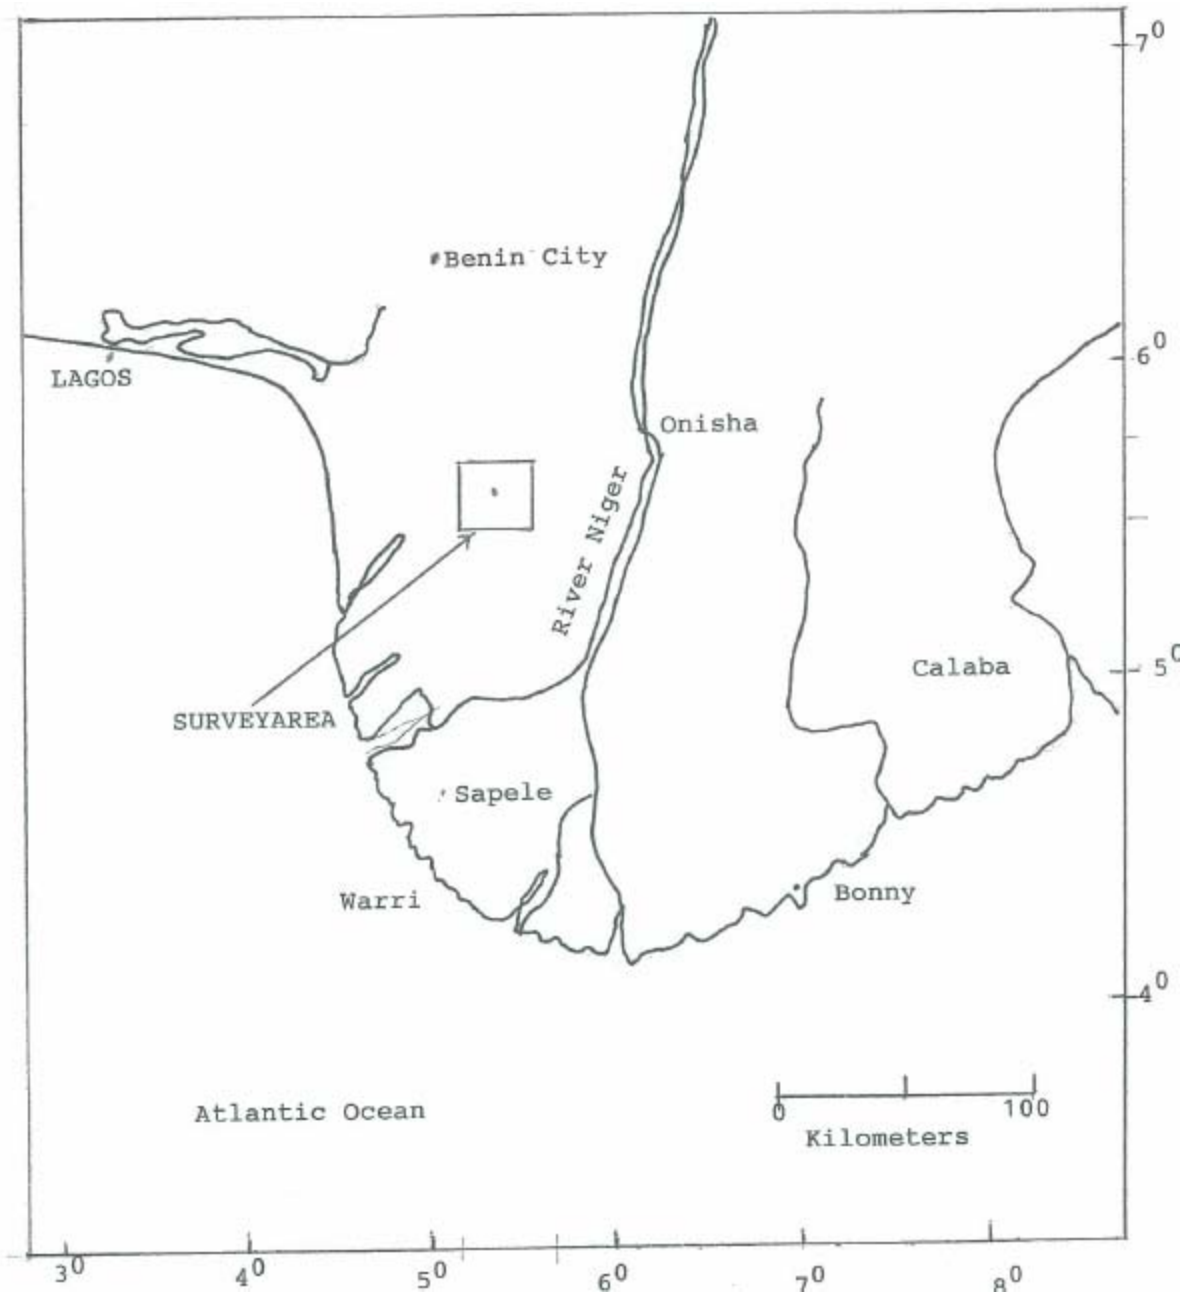 7⁰
Benin City
6⁰
LAGOS
Onisha
River Niger
5⁰
Calaba
SURVEYAREA
Sapele
Warri
Bonny
4⁰
0 100
Atlantic Ocean
Kilometers
3⁰ 4⁰ 5⁰ 6⁰ 7⁰ 8⁰